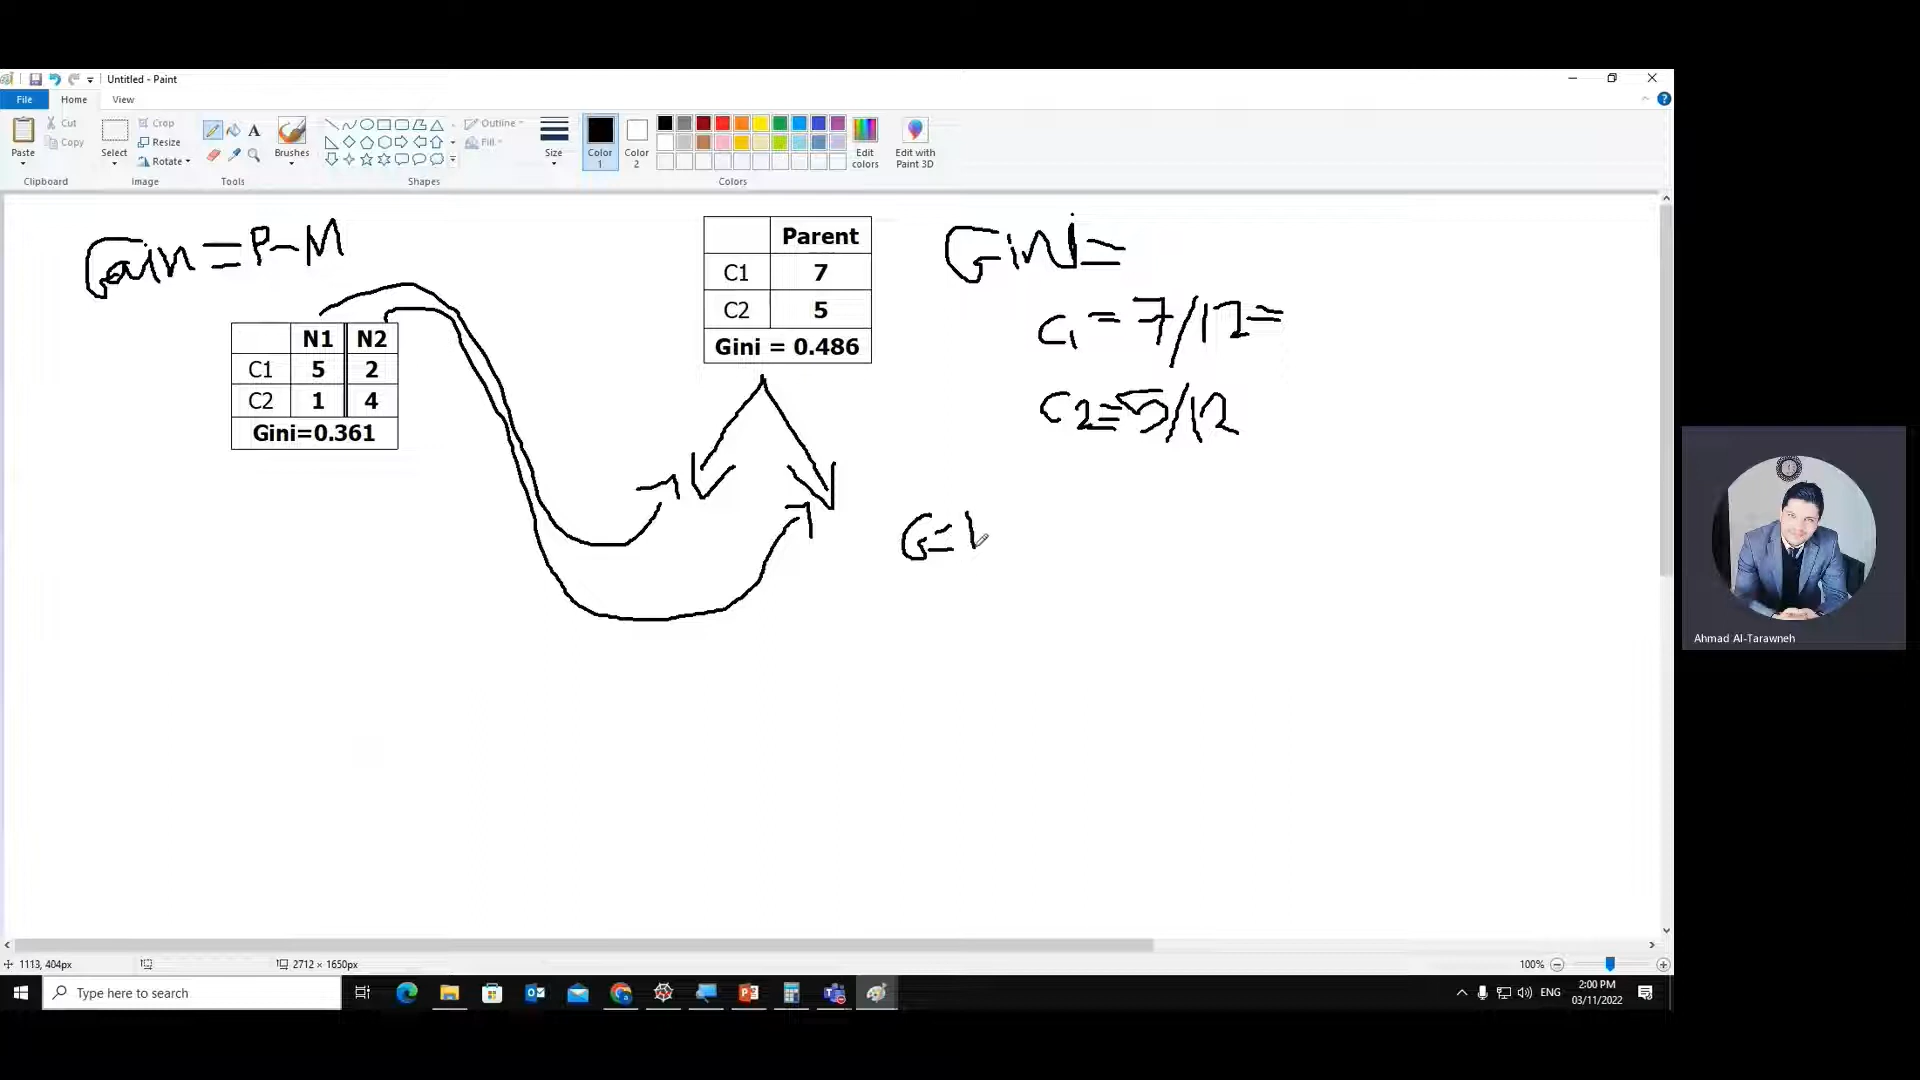 Untitled - Paint
File Home View
Paste
Cut
Copy
Clipboard
Select
Crop
Resize
Rotate
Image
Tools
Brushes
Shapes
Outline
Fill
Size
Color 1
Color 2
Edit colors
Edit with Paint 3D
Colors
Gain = P - M
N1 N2
C1 5 2
C2 1 4
Gini=0.361
Parent
C1 7
C2 5
Gini = 0.486
Gini =
C1 = 7/12 =
C2 = 5/12
G =
Ahmad Al-Tarawneh
1113, 404px
2712 × 1650px
100%
Type here to search
ENG
2:00 PM
03/11/2022